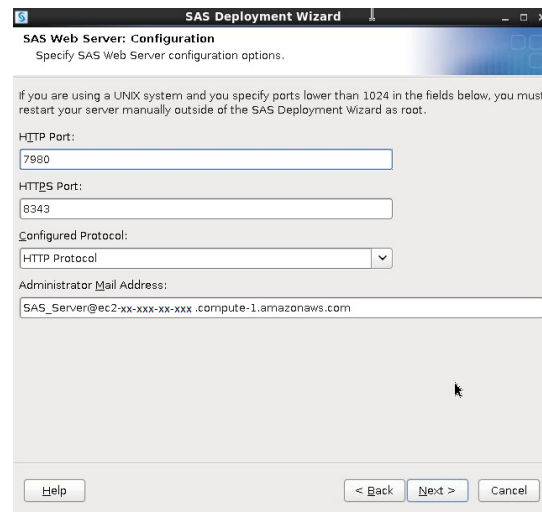 SAS Deployment Wizard
SAS Web Server: Configuration
Specify SAS Web Server configuration options.
If you are using a UNIX system and you specify ports lower than 1024 in the fields below, you must
restart your server manually outside of the SAS Deployment Wizard as root.
HTTP Port:
7980
HTTPS Port:
8343
Configured Protocol:
HTTP Protocol
Administrator Mail Address:
SAS_Server@ec2-xx-xxx-xx-xxx .compute-1.amazonaws.com
Help
< Back
Next >
Cancel